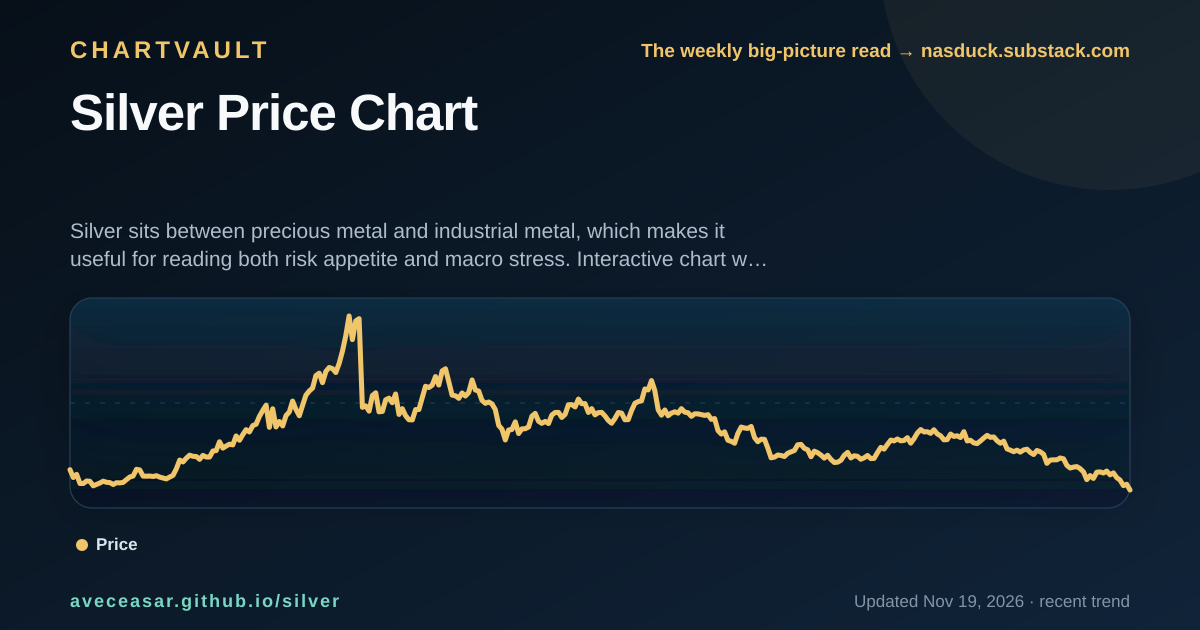 CHARTVAULT
The weekly big-picture read → nasduck.substack.com
Silver Price Chart
Silver sits between precious metal and industrial metal, which makes it
useful for reading both risk appetite and macro stress. Interactive chart w…
Price
aveceasar.github.io/silver
Updated Nov 19, 2026 · recent trend